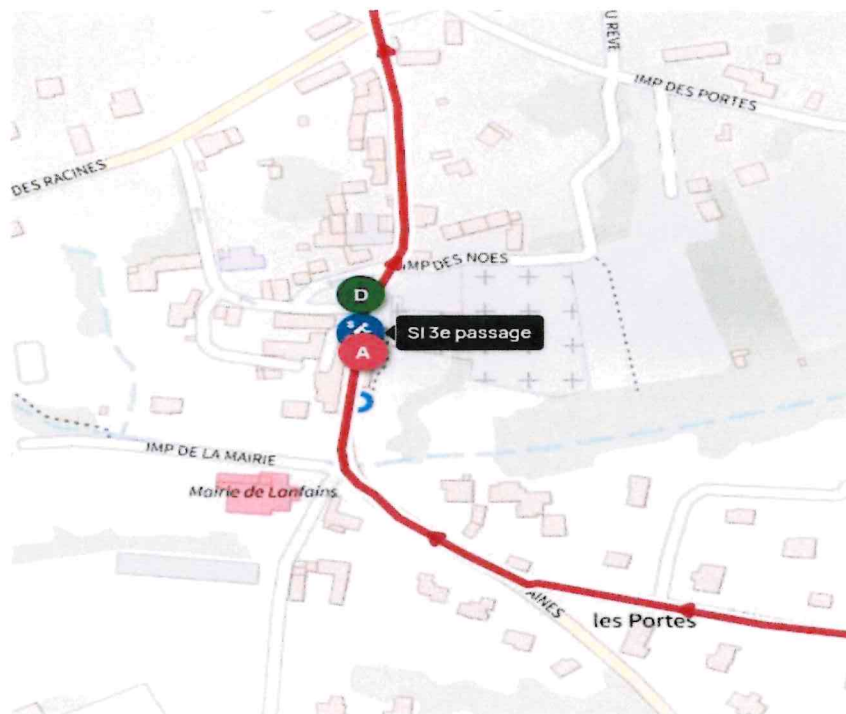 U RÊVE
IMP DES PORTES
DES RACINES
IMP DES NOES
D
SI 3e passage
A
IMP DE LA MAIRIE
Mairie de Lanfains
AINES
les Portes